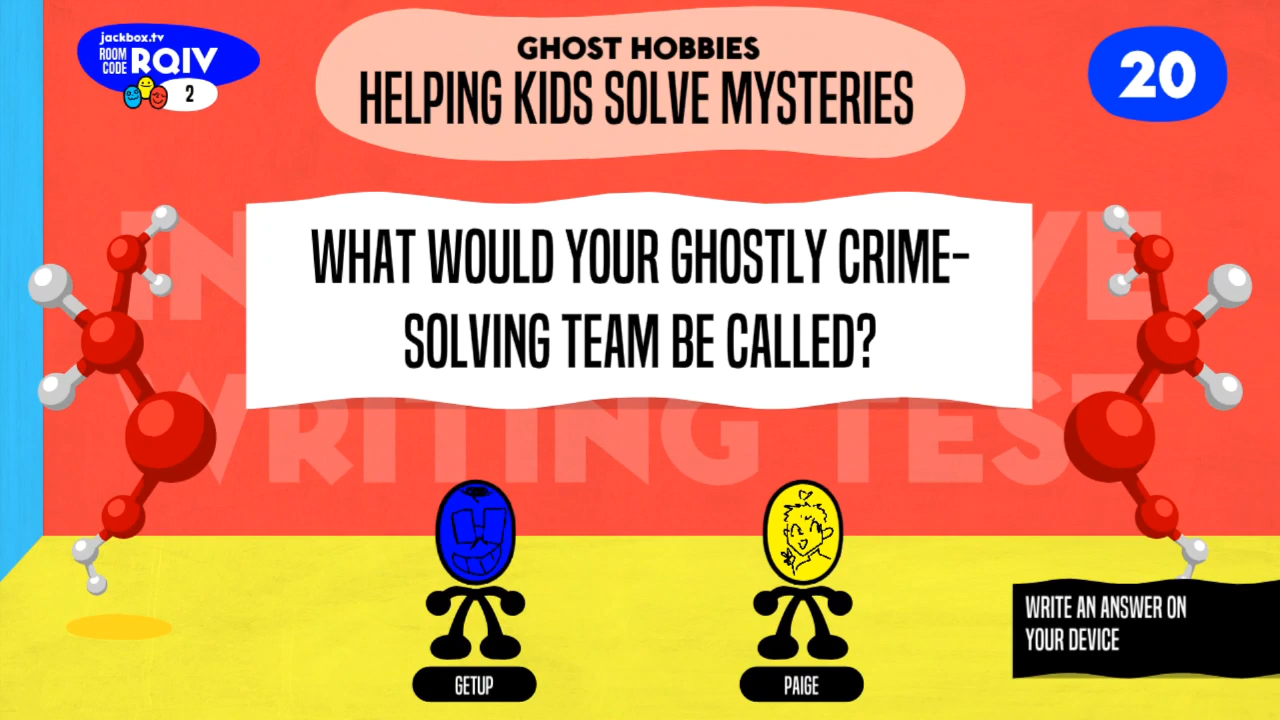 jackbox.tv
ROOM CODE RQIV
2
GHOST HOBBIES
HELPING KIDS SOLVE MYSTERIES
20
WHAT WOULD YOUR GHOSTLY CRIME-
SOLVING TEAM BE CALLED?
WRITING TEST
GETUP
PAIGE
WRITE AN ANSWER ON
YOUR DEVICE